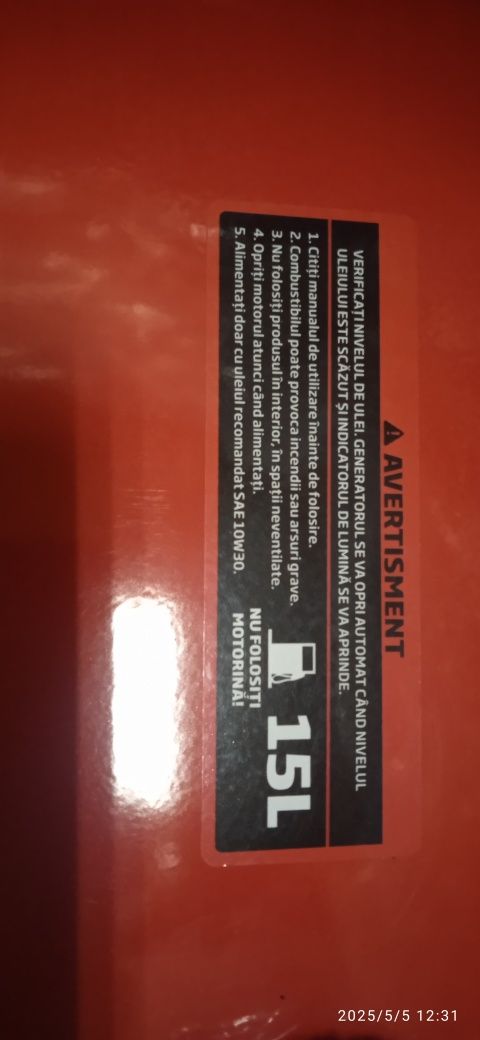 ⚠ AVERTISMENT
VERIFICAȚI NIVELUL DE ULEI. GENERATORUL SE VA OPRI AUTOMAT CÂND NIVELUL
ULEIULUI ESTE SCĂZUT ȘI INDICATORUL DE LUMINĂ SE VA APRINDE.
1. Citiți manualul de utilizare înainte de folosire.
2. Combustibilul poate provoca incendii sau arsuri grave.
3. Nu folosiți produsul în interior, în spații neventilate.
4. Opriți motorul atunci când alimentați.
5. Alimentați doar cu uleiul recomandat SAE 10W30.
15L
NU FOLOSIȚI
MOTORINĂ!
2025/5/5 12:31